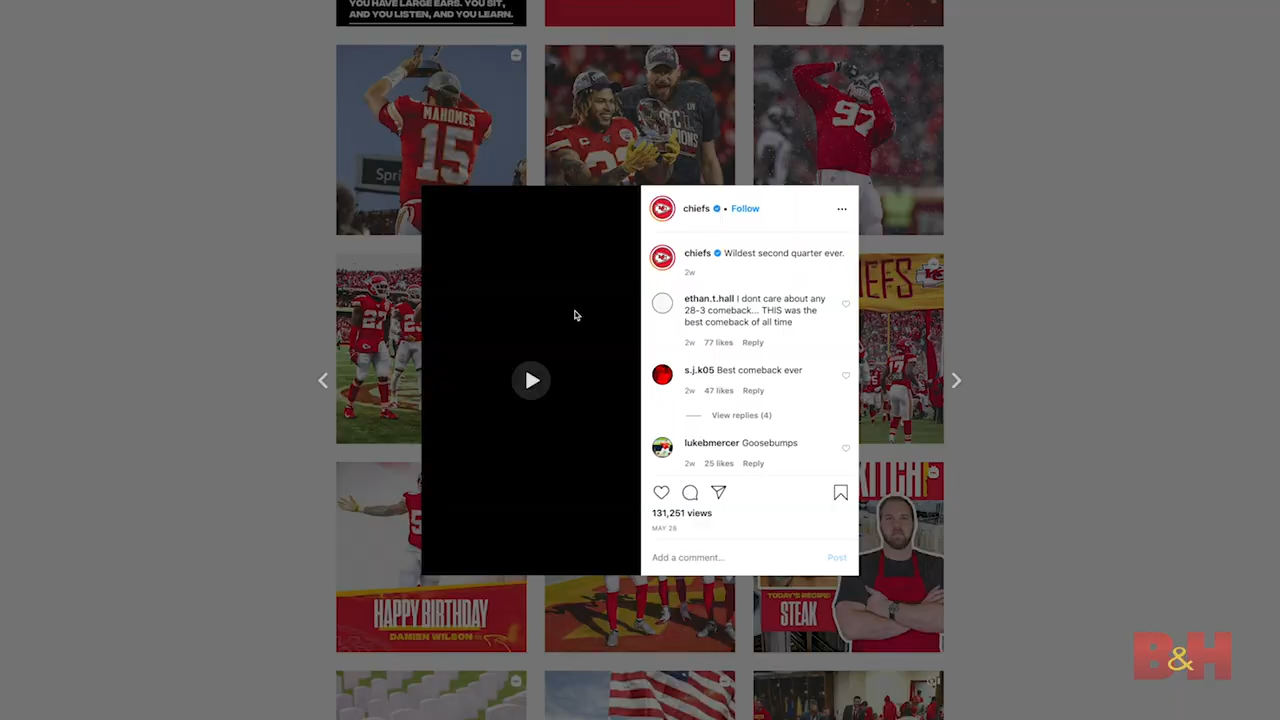 YOU HAVE LARGE EARS. YOU SIT,
AND YOU LISTEN, AND YOU LEARN.
MAHOMES
15
Spri
97
chiefs • Follow
chiefs Wildest second quarter ever.
2w
ethan.t.hall I dont care about any
28-3 comeback... THIS was the
best comeback of all time
2w 77 likes Reply
s.j.k05 Best comeback ever
2w 47 likes Reply
View replies (4)
lukebmercer Goosebumps
2w 25 likes Reply
131,251 views
MAY 28
Add a comment... Post
HAPPY BIRTHDAY
DAMIEN WILSON
TODAY'S RECIPE:
STEAK
B&H